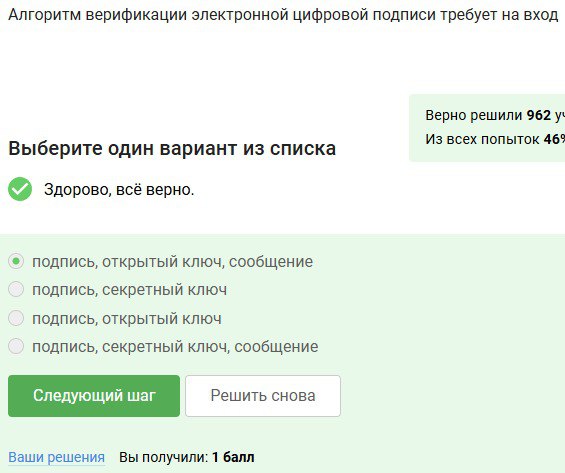 Алгоритм верификации электронной цифровой подписи требует на вход
Верно решили 962
Из всех попыток 46%
Выберите один вариант из списка
Здорово, всё верно.
подпись, открытый ключ, сообщение
подпись, секретный ключ
подпись, открытый ключ
подпись, секретный ключ, сообщение
Следующий шаг
Решить снова
Ваши решения Вы получили: 1 балл